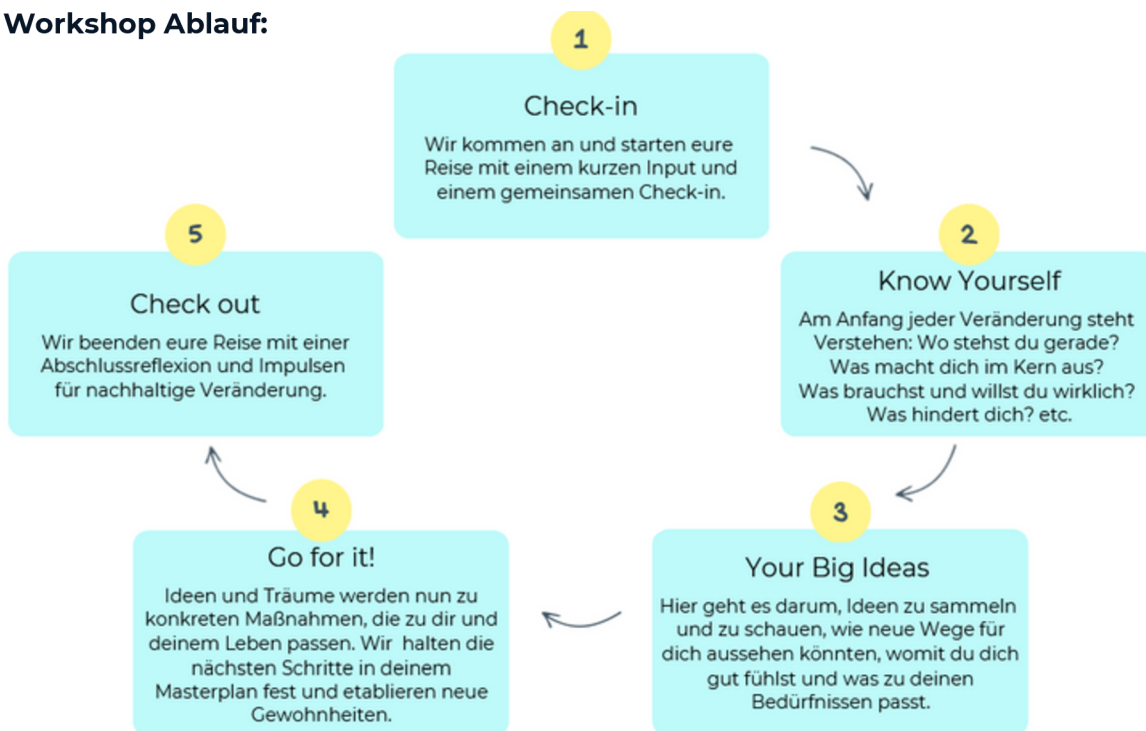 Workshop Ablauf:
1
Check-in
Wir kommen an und starten eure
Reise mit einem kurzen Input und
einem gemeinsamen Check-in.
2
Know Yourself
Am Anfang jeder Veränderung steht
Verstehen: Wo stehst du gerade?
Was macht dich im Kern aus?
Was brauchst und willst du wirklich?
Was hindert dich? etc.
3
Your Big Ideas
Hier geht es darum, Ideen zu sammeln
und zu schauen, wie neue Wege für
dich aussehen könnten, womit du dich
gut fühlst und was zu deinen
Bedürfnissen passt.
4
Go for it!
Ideen und Träume werden nun zu
konkreten Maßnahmen, die zu dir und
deinem Leben passen. Wir halten die
nächsten Schritte in deinem
Masterplan fest und etablieren neue
Gewohnheiten.
5
Check out
Wir beenden eure Reise mit einer
Abschlussreflexion und Impulsen
für nachhaltige Veränderung.